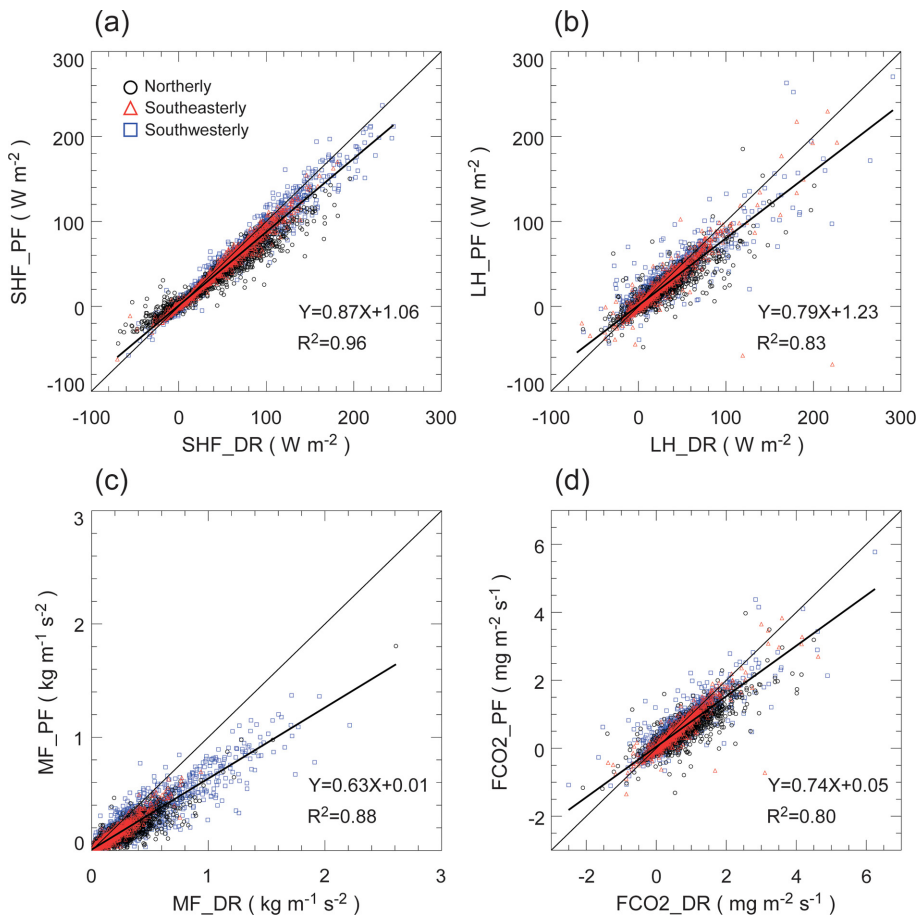 (a)
300
200
100
0
-100
SHF_PF ( W m-2)
Northerly
Southeasterly
Southwesterly
Y=0.87X+1.06
R2=0.96
-100 0 100 200 300
SHF_DR ( W m-2)
(b)
300
200
100
0
-100
LH_PF ( W m-2)
Y=0.79X+1.23
R2=0.83
-100 0 100 200 300
LH_DR ( W m-2)
(c)
3
2
1
0
MF_PF ( kg m-1 s-2)
Y=0.63X+0.01
R2=0.88
0 1 2 3
MF_DR ( kg m-1 s-2)
(d)
6
4
2
0
-2
FCO2_PF ( mg m-2 s-1)
Y=0.74X+0.05
R2=0.80
-2 0 2 4 6
FCO2_DR ( mg m-2 s-1)